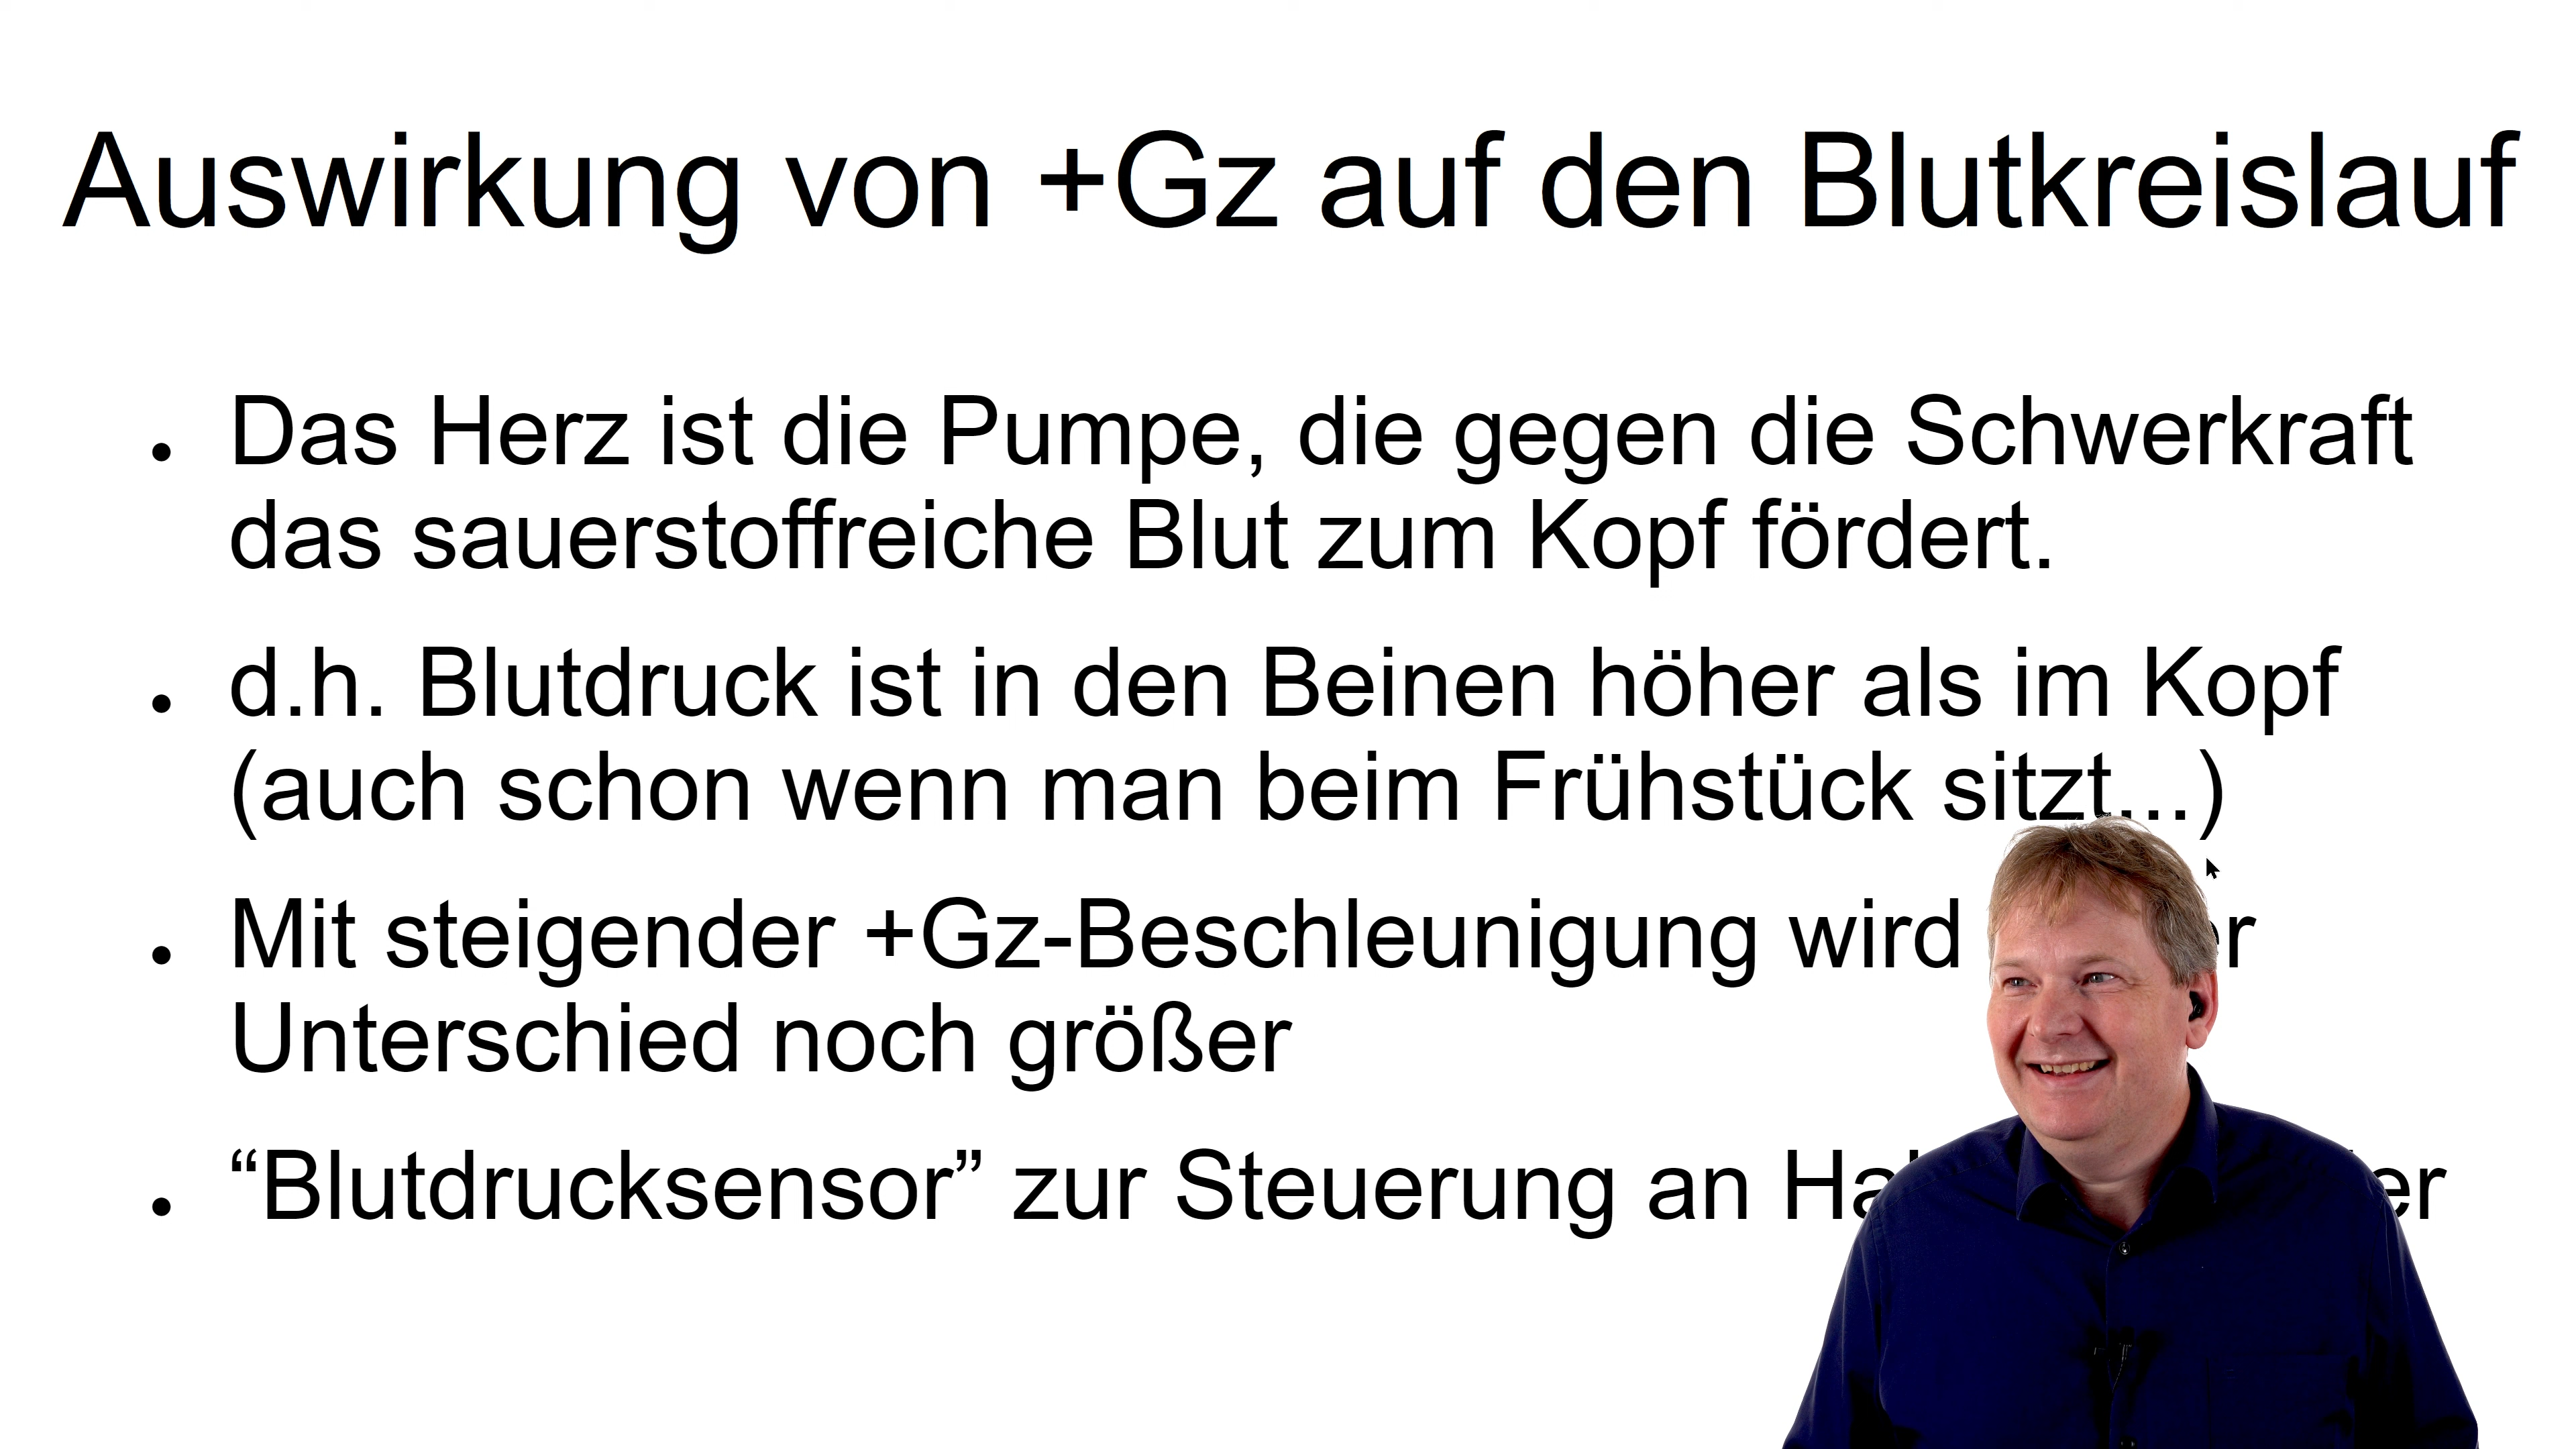 Auswirkung von +Gz auf den Blutkreislauf
• Das Herz ist die Pumpe, die gegen die Schwerkraft
das sauerstoffreiche Blut zum Kopf fördert.
• d.h. Blutdruck ist in den Beinen höher als im Kopf
(auch schon wenn man beim Frühstück sitzt...)
• Mit steigender +Gz-Beschleunigung wird
Unterschied noch größer
• “Blutdrucksensor” zur Steuerung an